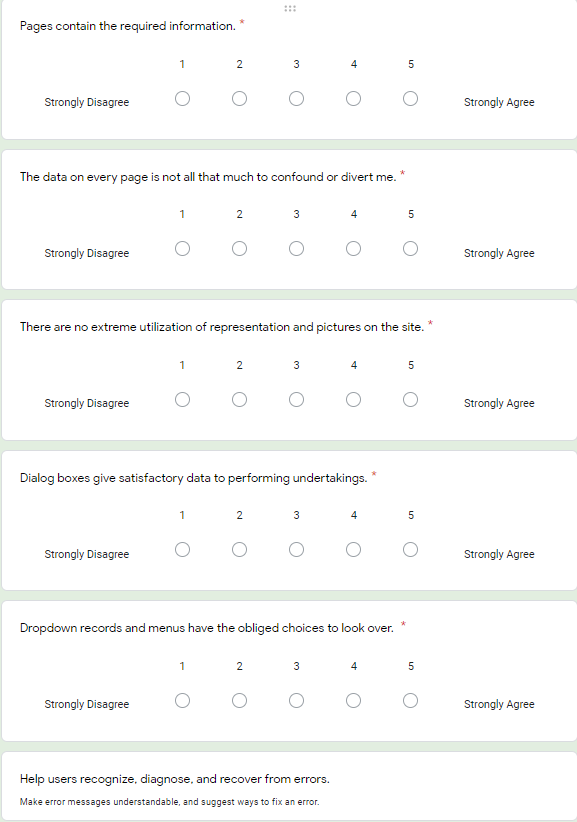 Pages contain the required information. *
1 2 3 4 5
Strongly Disagree Strongly Agree
The data on every page is not all that much to confound or divert me. *
1 2 3 4 5
Strongly Disagree Strongly Agree
There are no extreme utilization of representation and pictures on the site. *
1 2 3 4 5
Strongly Disagree Strongly Agree
Dialog boxes give satisfactory data to performing undertakings. *
1 2 3 4 5
Strongly Disagree Strongly Agree
Dropdown records and menus have the obliged choices to look over. *
1 2 3 4 5
Strongly Disagree Strongly Agree
Help users recognize, diagnose, and recover from errors.
Make error messages understandable, and suggest ways to fix an error.